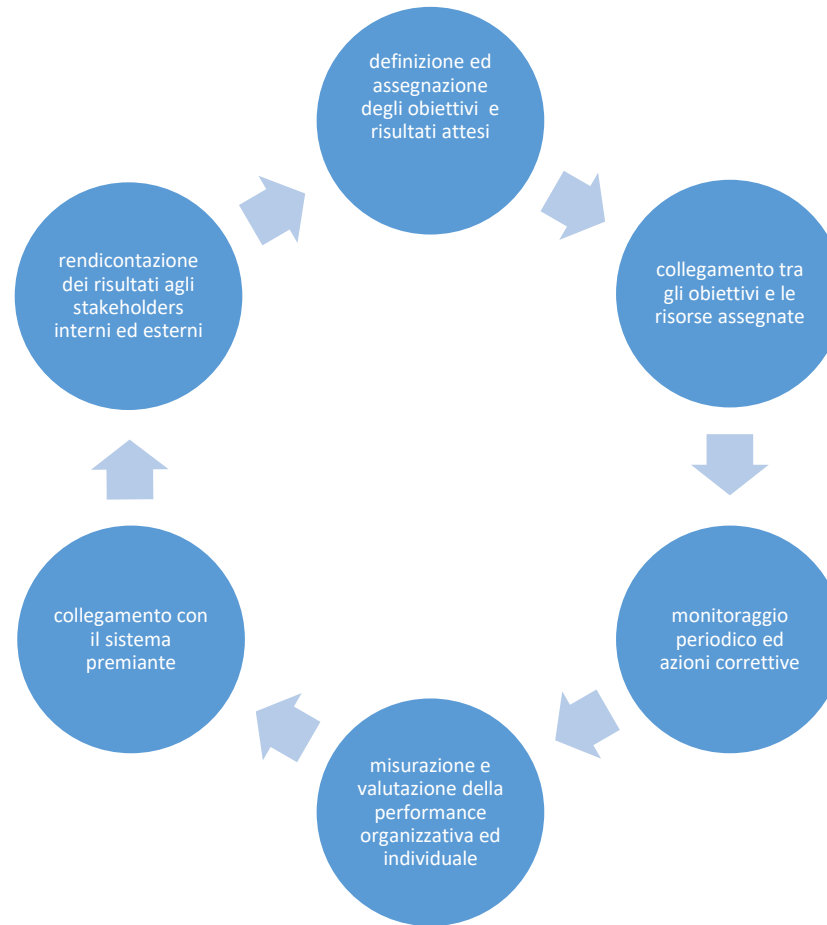 definizione ed
assegnazione
degli obiettivi e
risultati attesi
collegamento tra
gli obiettivi e le
risorse assegnate
monitoraggio
periodico ed
azioni correttive
misurazione e
valutazione della
performance
organizzativa ed
individuale
collegamento con
il sistema
premiante
rendicontazione
dei risultati agli
stakeholders
interni ed esterni